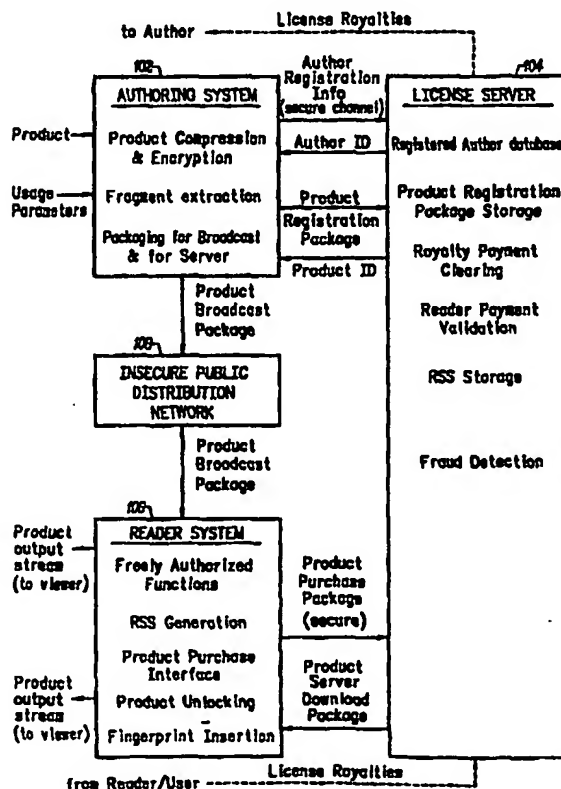 License Royalties
to Author
102
AUTHORING SYSTEM
Product Compression
& Encryption
Fragment extraction
Packaging for Broadcast
& for Server
Product
Usage
Parameters
Author
Registration
Info
(secure channel)
Author ID
Product
Registration
Package
Product ID
104
LICENSE SERVER
Registered Author database
Product Registration
Package Storage
Royalty Payment
Clearing
Reader Payment
Validation
RSS Storage
Fraud Detection
Product
Broadcast
Package
108
INSECURE PUBLIC
DISTRIBUTION
NETWORK
Product
Broadcast
Package
106
READER SYSTEM
Freely Authorized
Functions
RSS Generation
Product Purchase
Interface
Product Unlocking
Fingerprint Insertion
Product
output
stream
(to viewer)
Product
output
stream
(to viewer)
Product
Purchase
Package
(secure)
Product
Server
Download
Package
License Royalties
from Reader/User